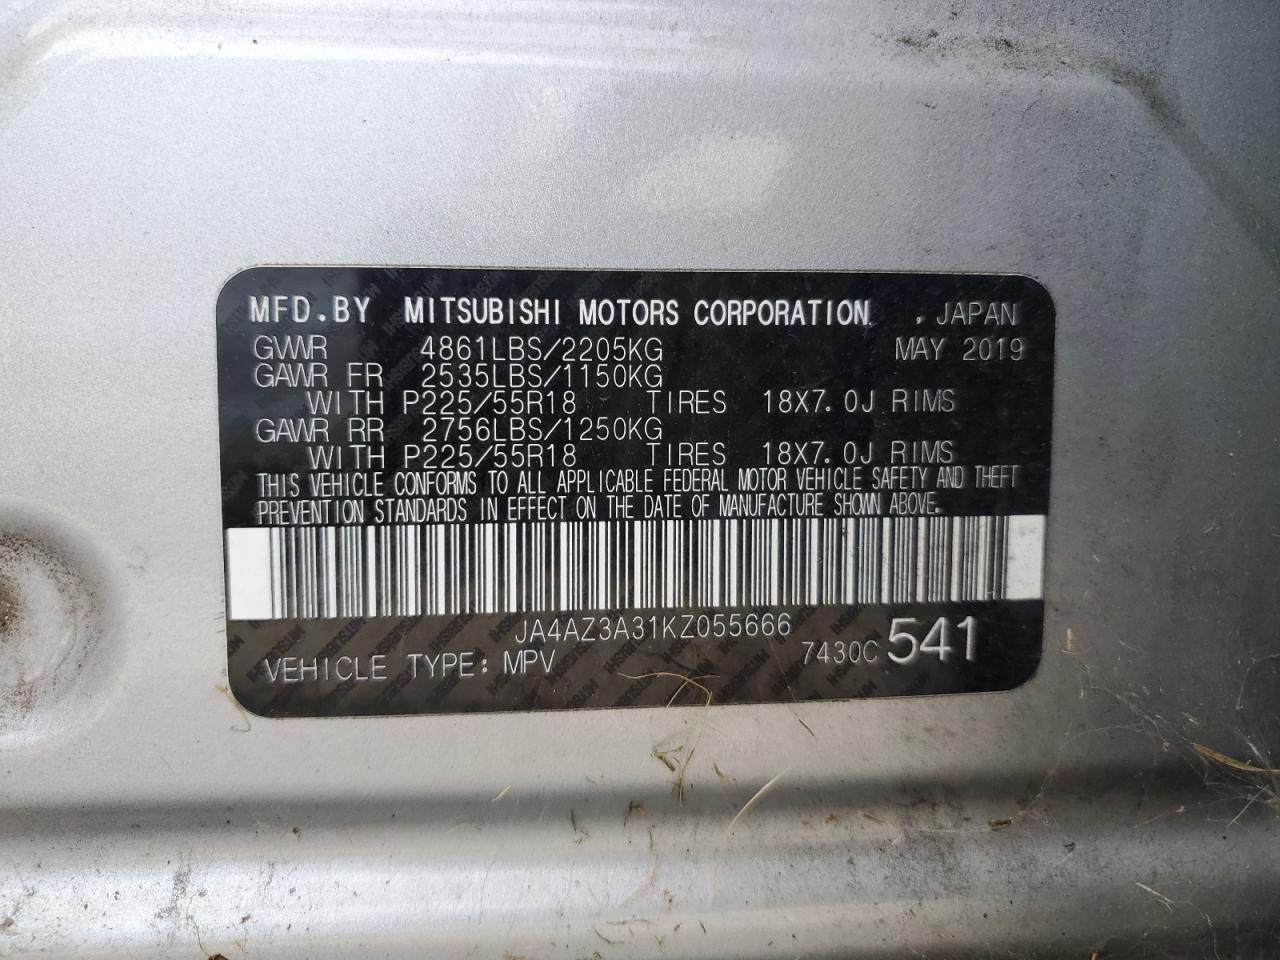 MFD.BY MITSUBISHI MOTORS CORPORATION. , JAPAN
GVWR 4861LBS/2205KG MAY 2019
GAWR FR 2535LBS/1150KG
WITH P225/55R18 TIRES 18X7.0J RIMS
GAWR RR 2756LBS/1250KG
WITH P225/55R18 TIRES 18X7.0J RIMS
THIS VEHICLE CONFORMS TO ALL APPLICABLE FEDERAL MOTOR VEHICLE SAFETY AND THEFT
PREVENTION STANDARDS IN EFFECT ON THE DATE OF MANUFACTURE SHOWN ABOVE.
JA4AZ3A31KZ055666
VEHICLE TYPE: MPV 7430C 541